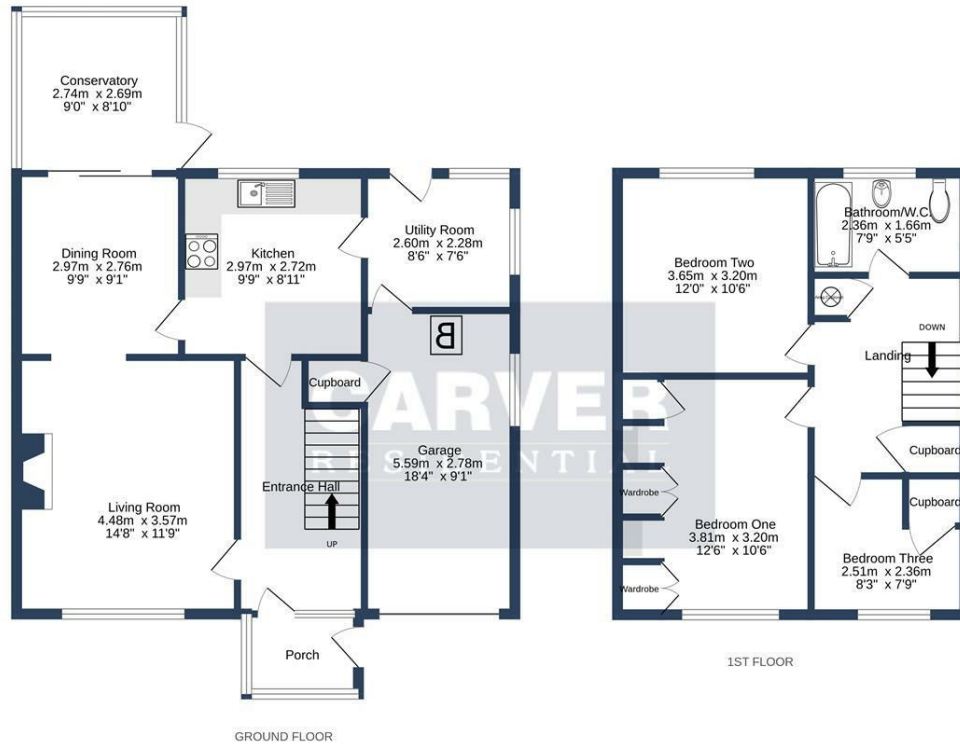 Conservatory
2.74m x 2.69m
9'0" x 8'10"
Dining Room
2.97m x 2.76m
9'9" x 9'1"
Kitchen
2.97m x 2.72m
9'9" x 8'11"
Utility Room
2.60m x 2.28m
8'6" x 7'6"
B
Cupboard
CARVER
RESIDENTIAL
Garage
5.59m x 2.78m
18'4" x 9'1"
Entrance Hall
Living Room
4.48m x 3.57m
14'8" x 11'9"
UP
Porch
GROUND FLOOR
Bathroom/W.C.
2.36m x 1.66m
7'9" x 5'5"
Bedroom Two
3.65m x 3.20m
12'0" x 10'6"
DOWN
Landing
Cupboard
Wardrobe
Cupboard
Bedroom One
3.81m x 3.20m
12'6" x 10'6"
Bedroom Three
2.51m x 2.36m
8'3" x 7'9"
Wardrobe
1ST FLOOR